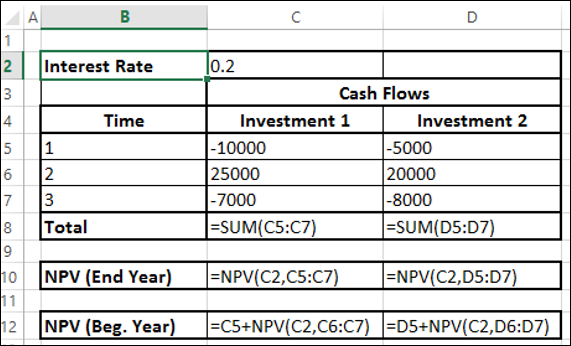 A B C D
1
2 Interest Rate 0.2
3 Cash Flows
4 Time Investment 1 Investment 2
5 1 -10000 -5000
6 2 25000 20000
7 3 -7000 -8000
8 Total =SUM(C5:C7) =SUM(D5:D7)
9
10 NPV (End Year) =NPV(C2,C5:C7) =NPV(C2,D5:D7)
11
12 NPV (Beg. Year) =C5+NPV(C2,C6:C7) =D5+NPV(C2,D6:D7)